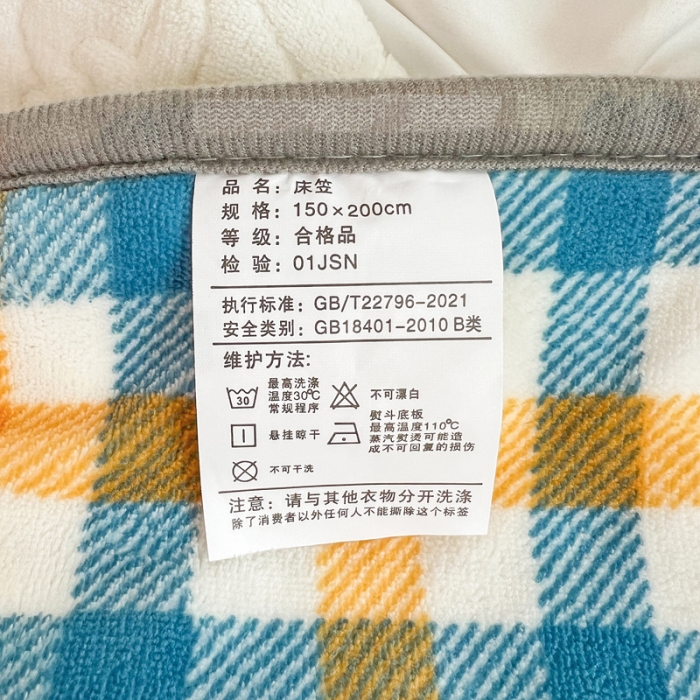 品 名：床笠
规 格：150×200cm
等 级：合格品
检 验：01JSN
执行标准：GB/T22796-2021
安全类别：GB18401-2010 B类
维护方法：
30
最高洗涤
温度30℃
常规程序
不可漂白
悬挂晾干
熨斗底板
最高温度110℃
蒸汽熨烫可能造
成不可回复的损伤
不可干洗
注意：请与其他衣物分开洗涤
除了消费者以外任何人不能撕除这个标签